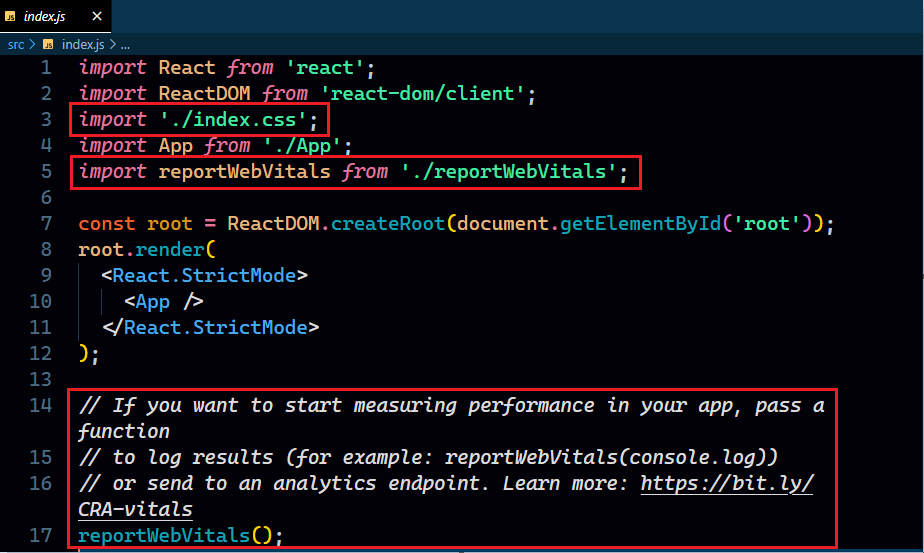 JS index.js ×
src > JS index.js > ...
1 import React from 'react';
2 import ReactDOM from 'react-dom/client';
3 import './index.css';
4 import App from './App';
5 import reportWebVitals from './reportWebVitals';
6
7 const root = ReactDOM.createRoot(document.getElementById('root'));
8 root.render(
9 <React.StrictMode>
10 <App />
11 </React.StrictMode>
12 );
13
14 // If you want to start measuring performance in your app, pass a
function
15 // to log results (for example: reportWebVitals(console.log))
16 // or send to an analytics endpoint. Learn more: https://bit.ly/
CRA-vitals
17 reportWebVitals();